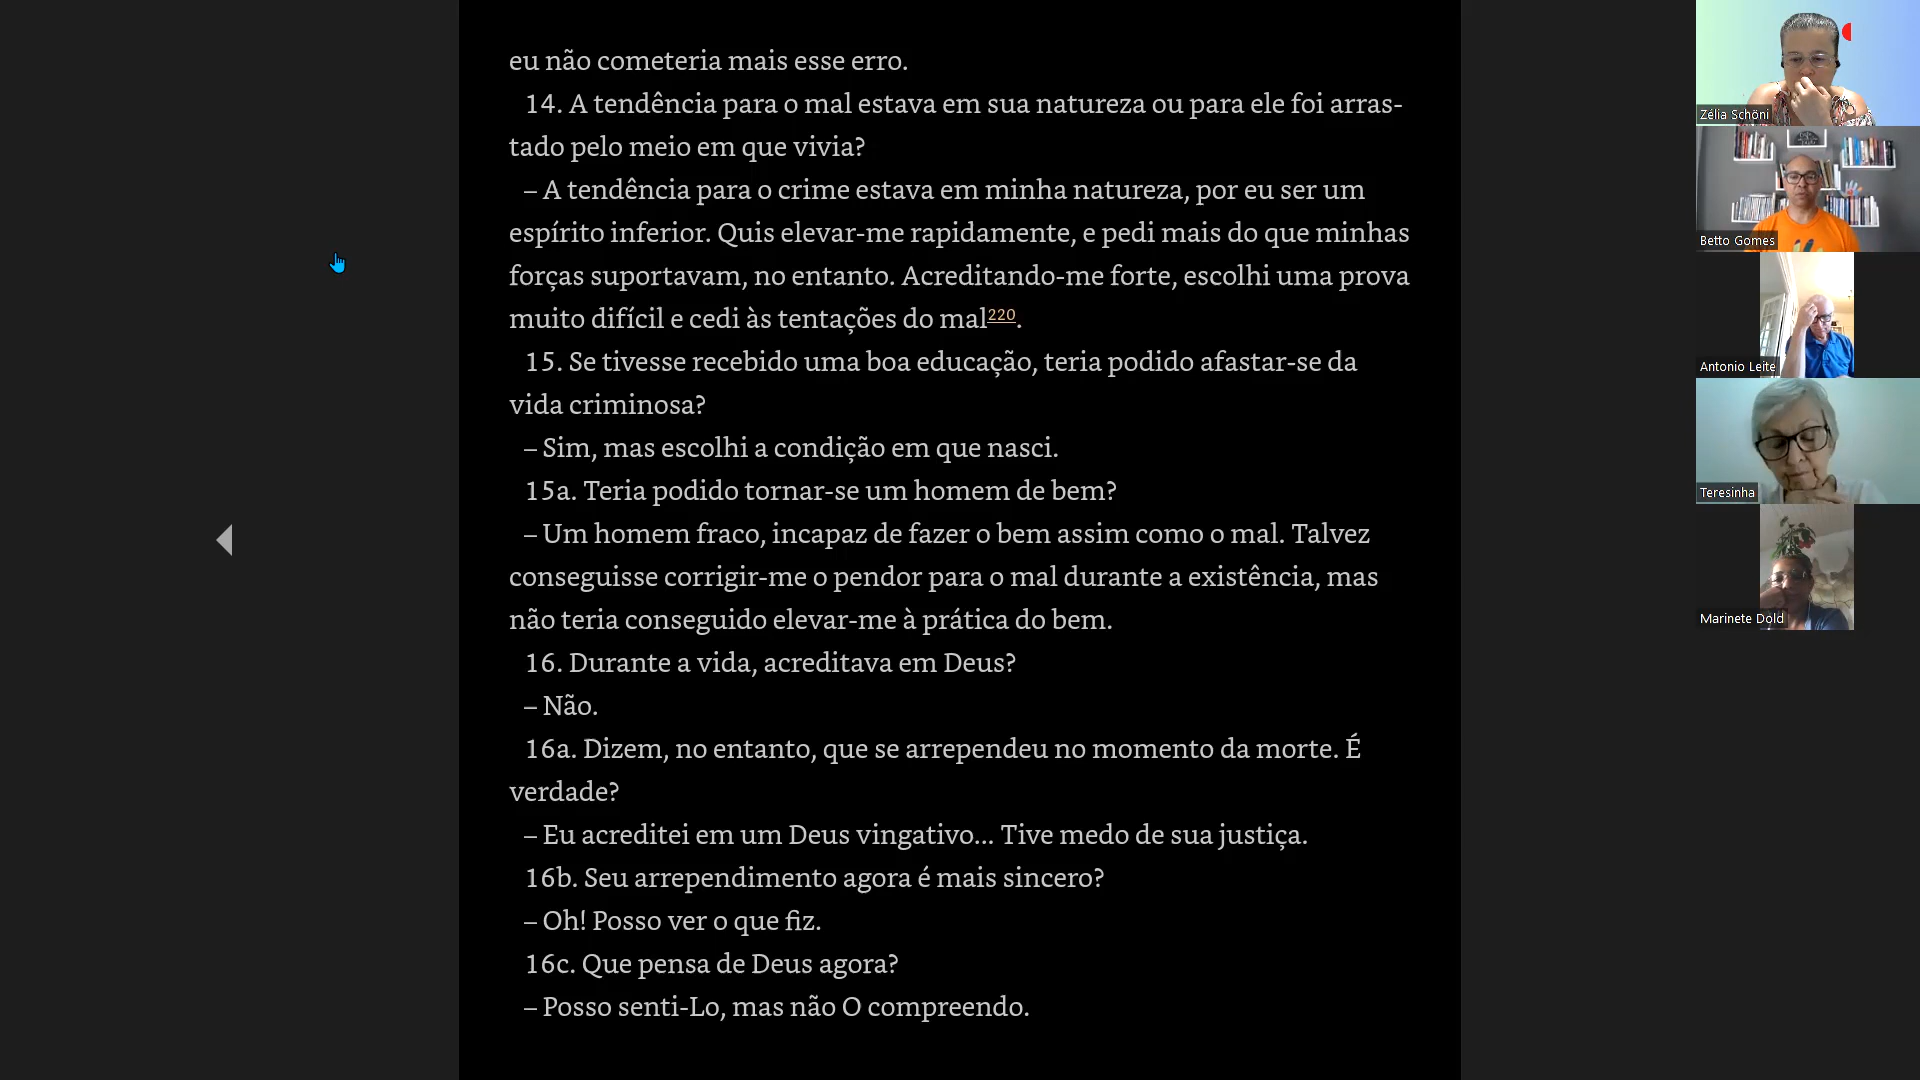 eu não cometeria mais esse erro.
14. A tendência para o mal estava em sua natureza ou para ele foi arras-
tado pelo meio em que vivia?
– A tendência para o crime estava em minha natureza, por eu ser um
espírito inferior. Quis elevar-me rapidamente, e pedi mais do que minhas
forças suportavam, no entanto. Acreditando-me forte, escolhi uma prova
muito difícil e cedi às tentações do mal220.
15. Se tivesse recebido uma boa educação, teria podido afastar-se da
vida criminosa?
– Sim, mas escolhi a condição em que nasci.
15a. Teria podido tornar-se um homem de bem?
– Um homem fraco, incapaz de fazer o bem assim como o mal. Talvez
conseguisse corrigir-me o pendor para o mal durante a existência, mas
não teria conseguido elevar-me à prática do bem.
16. Durante a vida, acreditava em Deus?
– Não.
16a. Dizem, no entanto, que se arrependeu no momento da morte. É
verdade?
– Eu acreditei em um Deus vingativo... Tive medo de sua justiça.
16b. Seu arrependimento agora é mais sincero?
– Oh! Posso ver o que fiz.
16c. Que pensa de Deus agora?
– Posso senti-Lo, mas não O compreendo.
Zélia Schöni
Betto Gomes
Antonio Leite
Teresinha
Marinete Dold